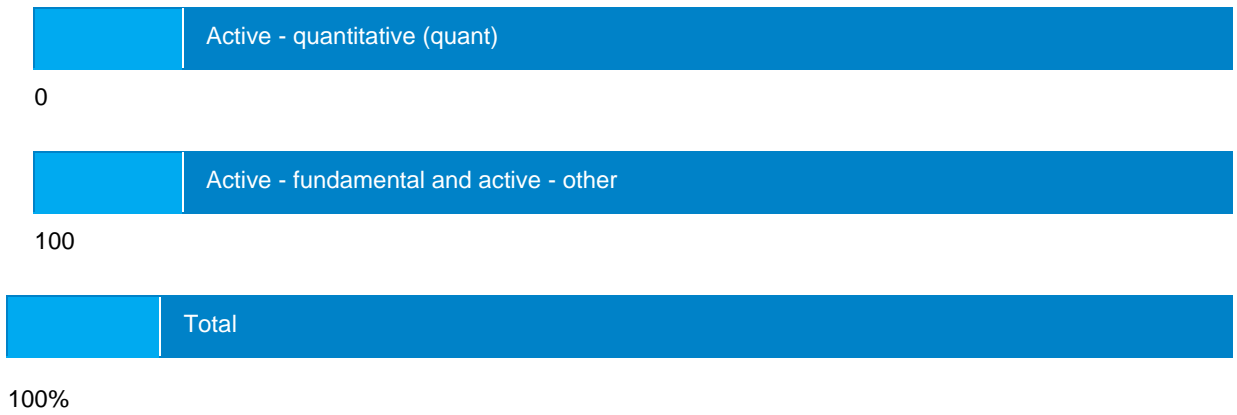 Active - quantitative (quant)
0
Active - fundamental and active - other
100
Total
100%